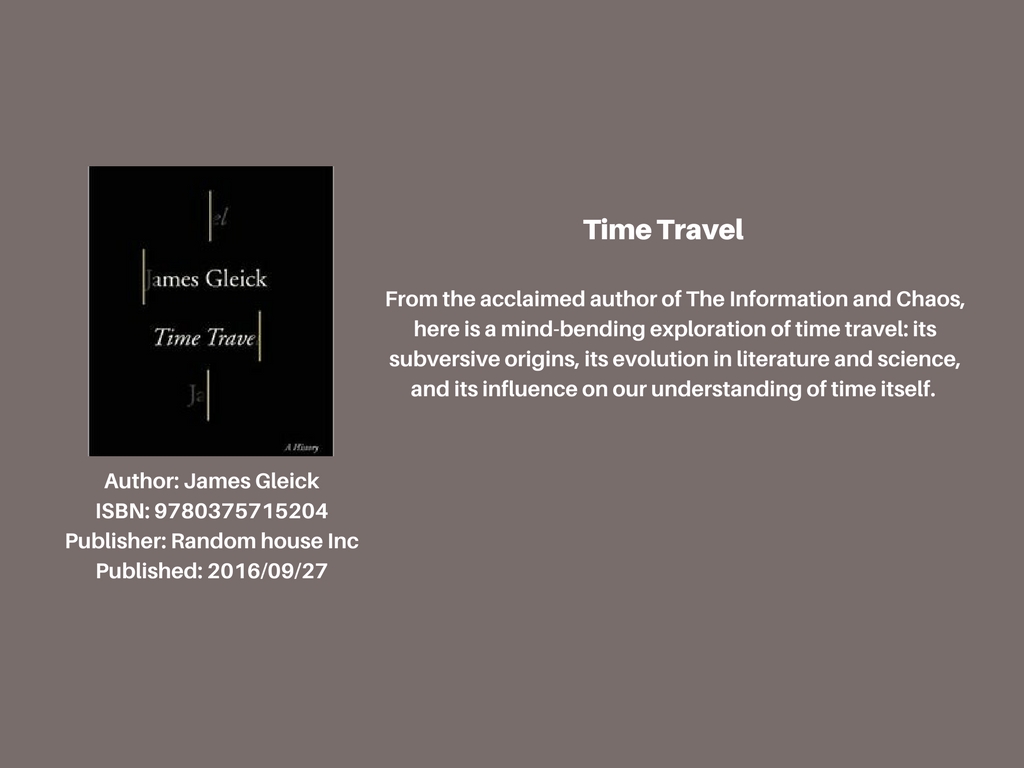 el
James Gleick
Time Travel
Ja
A History
Author: James Gleick
ISBN: 9780375715204
Publisher: Random house Inc
Published: 2016/09/27
Time Travel
From the acclaimed author of The Information and Chaos,
here is a mind-bending exploration of time travel: its
subversive origins, its evolution in literature and science,
and its influence on our understanding of time itself.